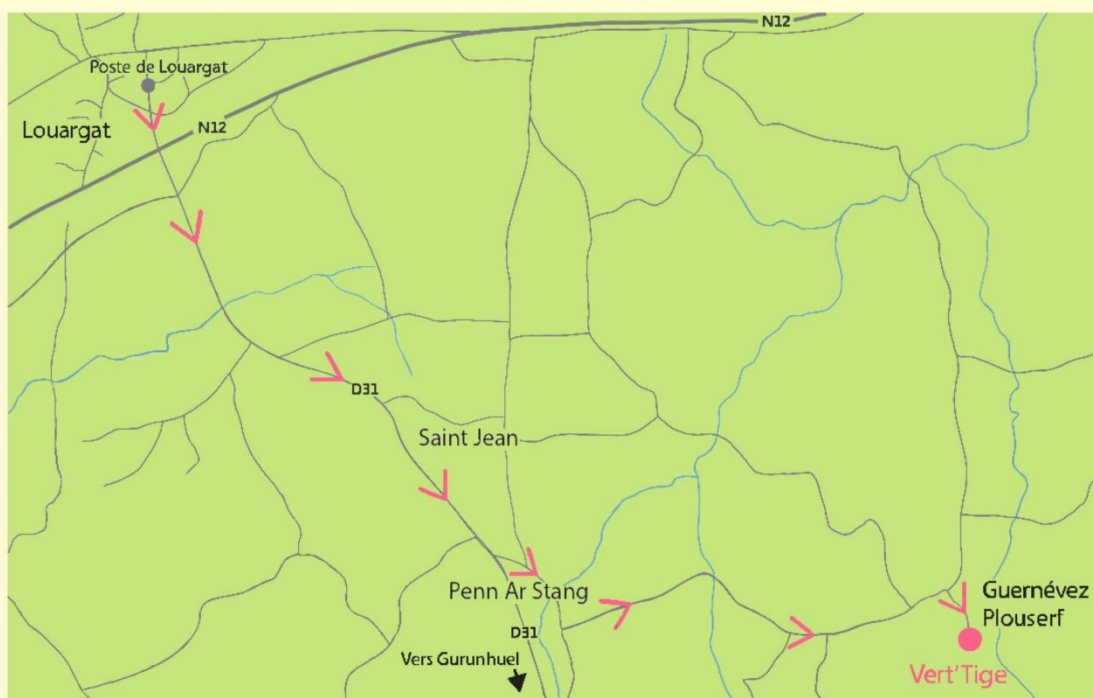 N12
Poste de Louargat
Louargat
N12
N12
D31
Saint Jean
Penn Ar Stang
D31
Vers Gurunhuel
Guernévez
Plouserf
Vert'Tige